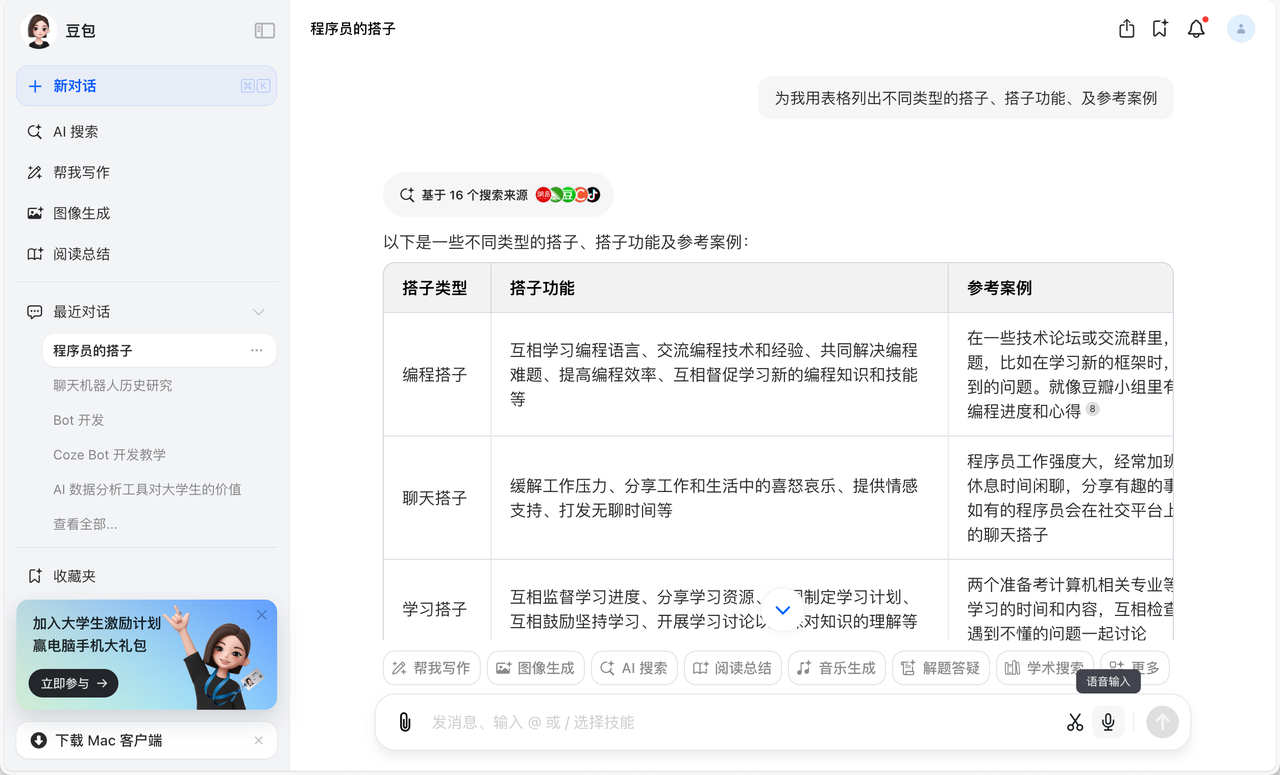 豆包
新对话
⌘ K
AI 搜索
帮我写作
图像生成
阅读总结
最近对话
程序员的搭子
聊天机器人历史研究
Bot 开发
Coze Bot 开发教学
AI 数据分析工具对大学生的价值
查看全部...
收藏夹
加入大学生激励计划
赢电脑手机大礼包
立即参与 →
下载 Mac 客户端
程序员的搭子
为我用表格列出不同类型的搭子、搭子功能、及参考案例
基于 16 个搜索来源
以下是一些不同类型的搭子、搭子功能及参考案例：
搭子类型
搭子功能
参考案例
编程搭子
互相学习编程语言、交流编程技术和经验、共同解决编程
难题、提高编程效率、互相督促学习新的编程知识和技能
等
在一些技术论坛或交流群里，
题，比如在学习新的框架时，
到的问题。就像豆瓣小组里有
编程进度和心得 8
聊天搭子
缓解工作压力、分享工作和生活中的喜怒哀乐、提供情感
支持、打发无聊时间等
程序员工作强度大，经常加班
休息时间闲聊，分享有趣的事
如有的程序员会在社交平台上
的聊天搭子
学习搭子
互相监督学习进度、分享学习资源、制定学习计划、
互相鼓励坚持学习、开展学习讨论以对知识的理解等
两个准备考计算机相关专业等
学习的时间和内容，互相检查
遇到不懂的问题一起讨论
帮我写作
图像生成
AI 搜索
阅读总结
音乐生成
解题答疑
学术搜索
更多
语音输入
发消息、输入 @ 或 / 选择技能